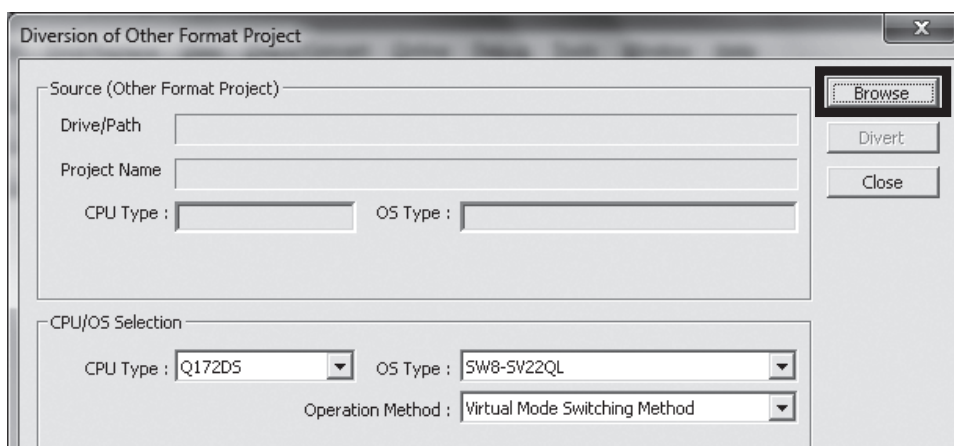 Diversion of Other Format Project
Source (Other Format Project)
Browse
Drive/Path
Divert
Project Name
Close
CPU Type :
OS Type :
CPU/OS Selection
CPU Type : Q172DS OS Type : SW8-SV22QL
Operation Method : Virtual Mode Switching Method